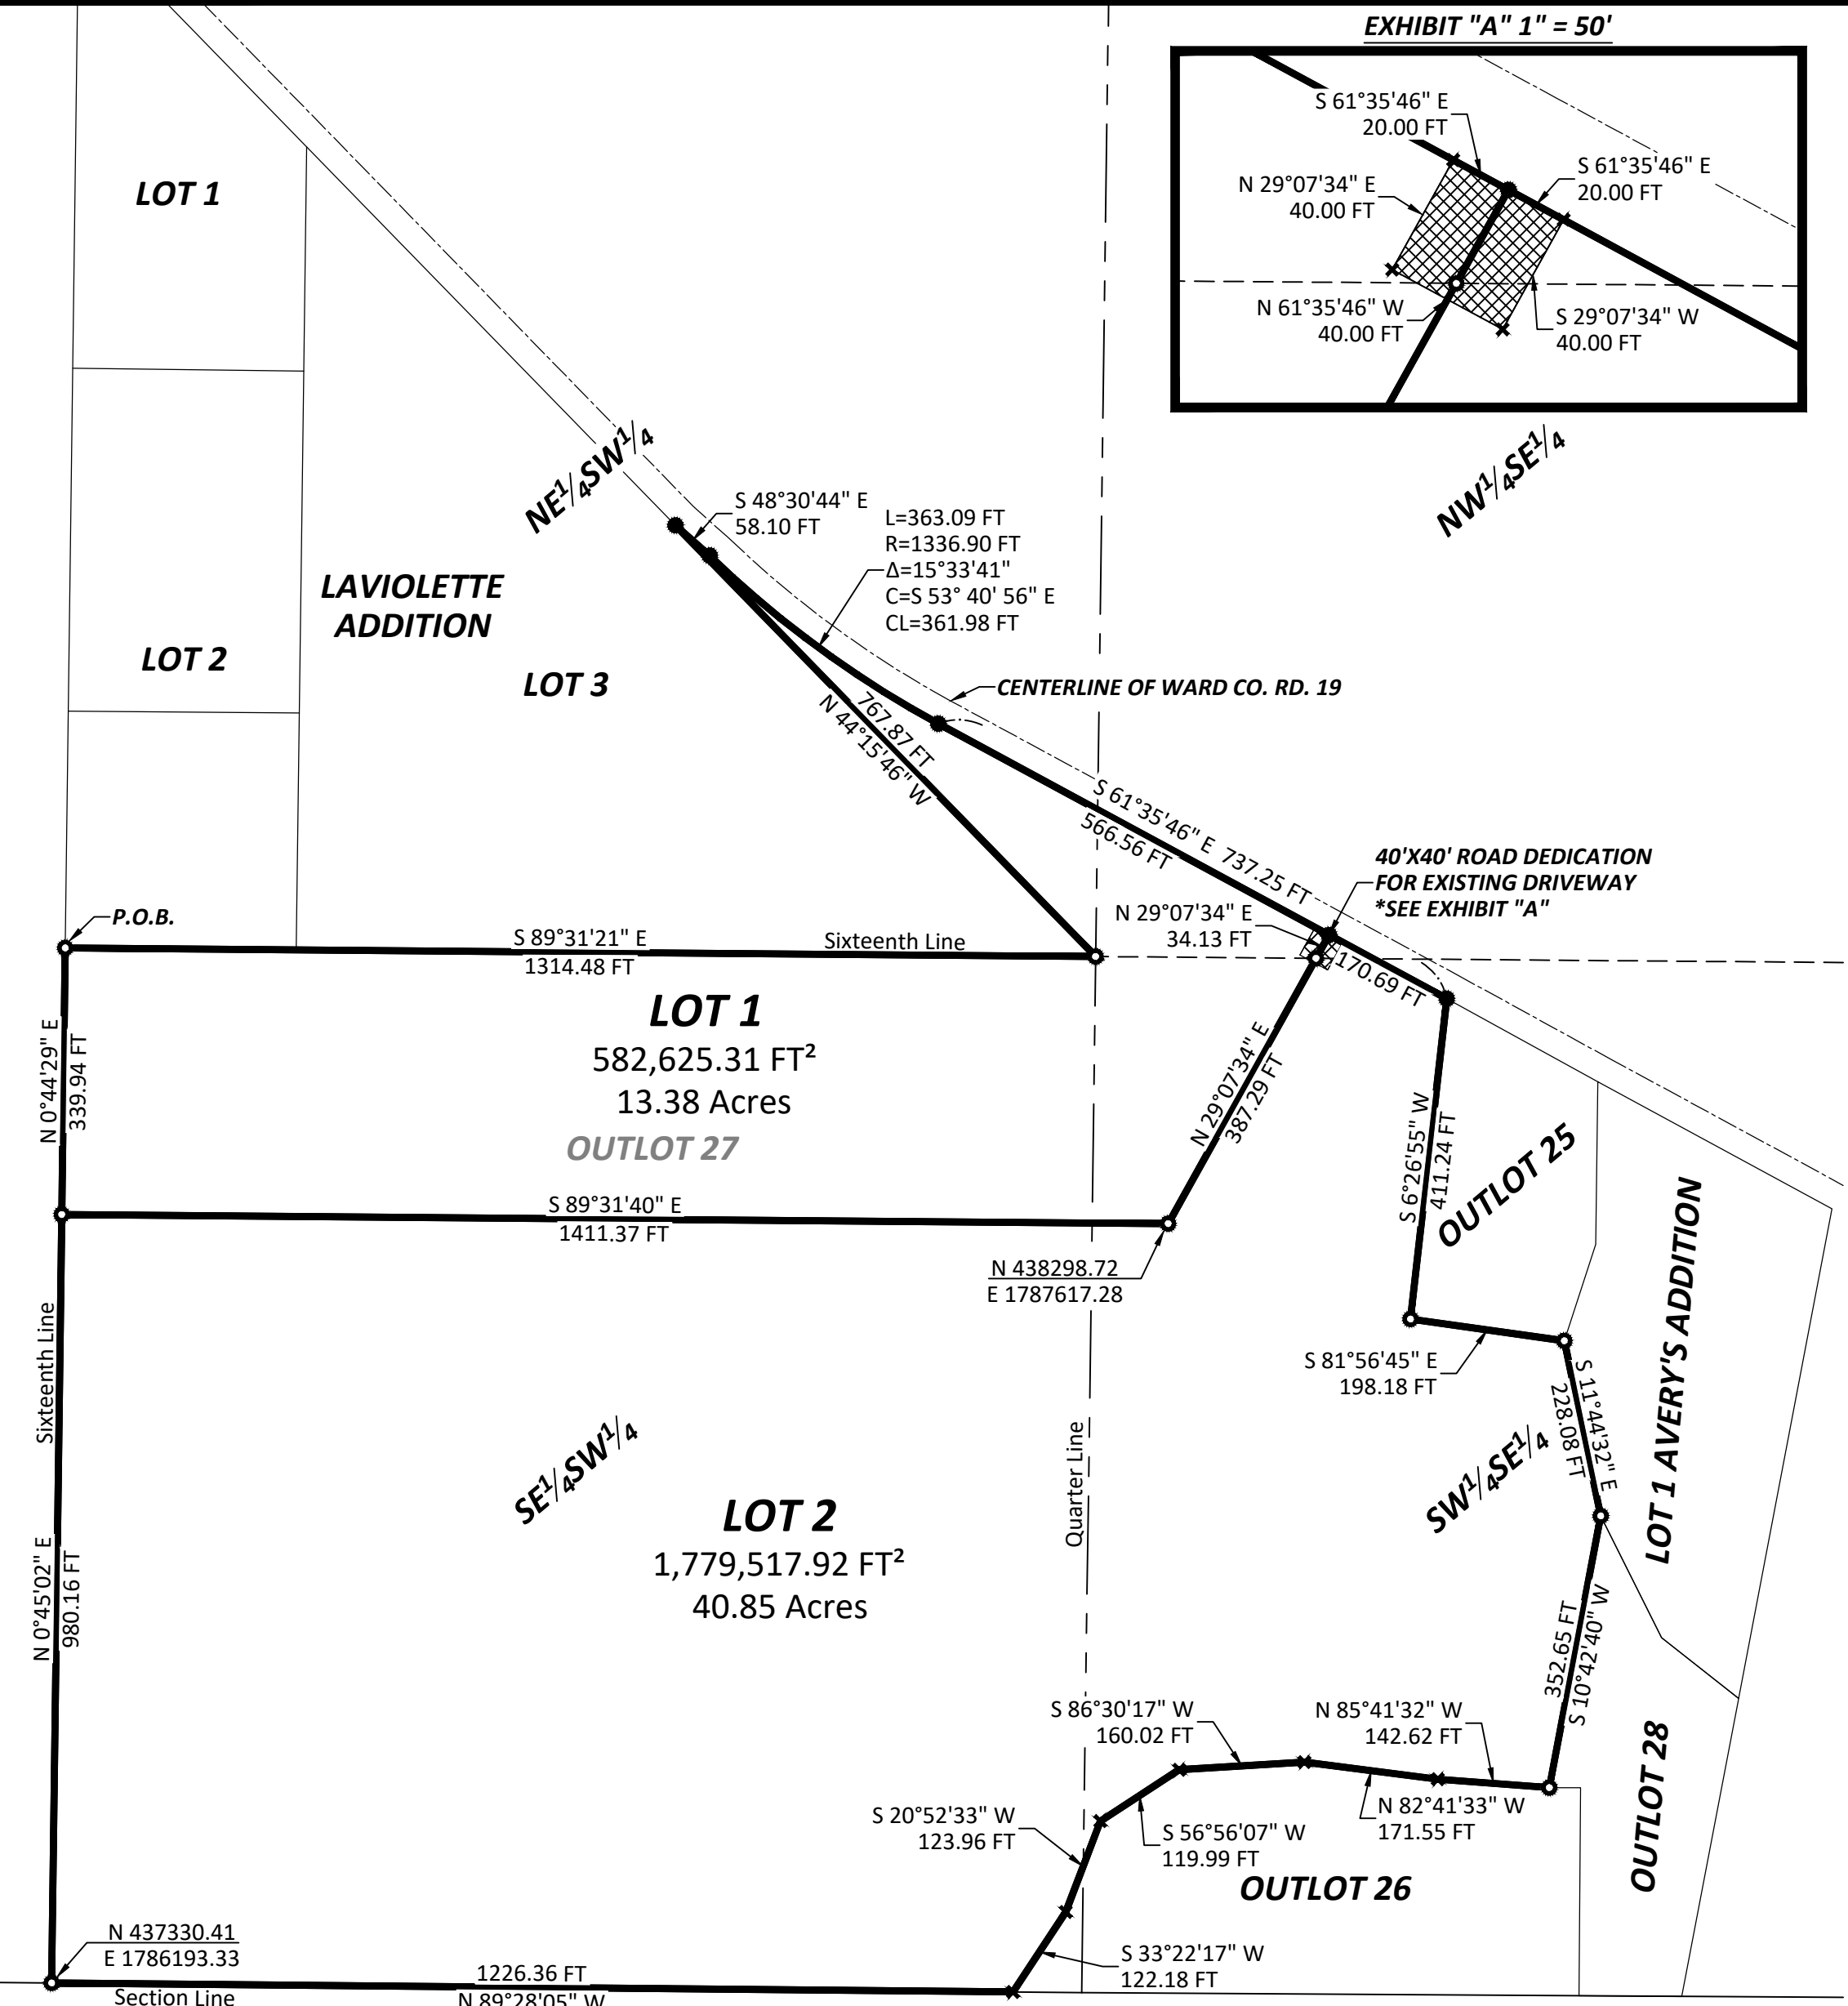 EXHIBIT "A" 1" = 50'
S 61°35'46" E
20.00 FT
S 61°35'46" E
20.00 FT
N 29°07'34" E
40.00 FT
N 61°35'46" W
40.00 FT
S 29°07'34" W
40.00 FT
LOT 1
NE1/4SW1/4
NW1/4SE1/4
S 48°30'44" E
58.10 FT
L=363.09 FT
R=1336.90 FT
Δ=15°33'41"
C=S 53° 40' 56" E
CL=361.98 FT
LAVIOLETTE
ADDITION
LOT 2
LOT 3
CENTERLINE OF WARD CO. RD. 19
767.87 FT
N 44°15'46" W
S 61°35'46" E 737.25 FT
566.56 FT
40'X40' ROAD DEDICATION
FOR EXISTING DRIVEWAY
*SEE EXHIBIT "A"
P.O.B.
N 29°07'34" E
34.13 FT
170.69 FT
S 89°31'21" E
1314.48 FT
Sixteenth Line
LOT 1
582,625.31 FT²
13.38 Acres
OUTLOT 27
N 0°44'29" E
339.94 FT
N 29°07'34" E
387.29 FT
S 6°26'55" W
411.24 FT
OUTLOT 25
S 89°31'40" E
1411.37 FT
N 438298.72
E 1787617.28
LOT 1 AVERY'S ADDITION
S 81°56'45" E
198.18 FT
S 11°44'32" E
228.08 FT
Sixteenth Line
SE1/4SW1/4
Quarter Line
SW1/4SE1/4
LOT 2
1,779,517.92 FT²
40.85 Acres
N 0°45'02" E
980.16 FT
352.65 FT
S 10°42'40" W
S 86°30'17" W
160.02 FT
N 85°41'32" W
142.62 FT
OUTLOT 28
S 20°52'33" W
123.96 FT
S 56°56'07" W
119.99 FT
N 82°41'33" W
171.55 FT
OUTLOT 26
N 437330.41
E 1786193.33
S 33°22'17" W
122.18 FT
1226.36 FT
N 89°28'05" W
Section Line